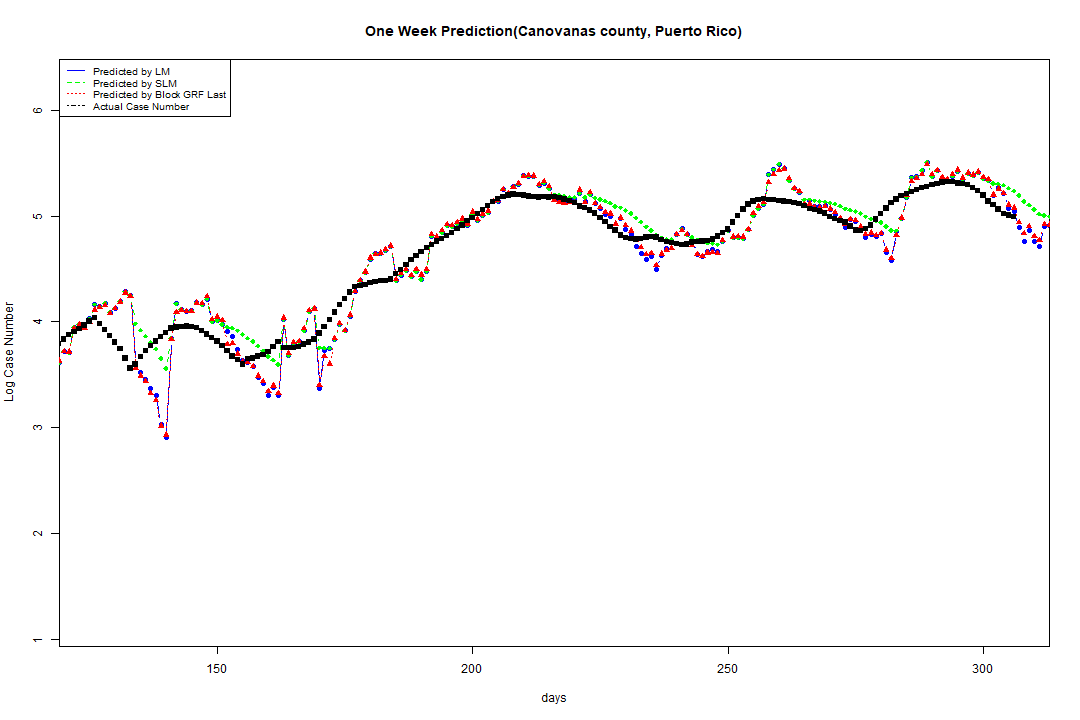 One Week Prediction(Canovanas county, Puerto Rico)
Predicted by LM
Predicted by SLM
Predicted by Block GRF Last
Actual Case Number
Log Case Number
6
5
4
3
2
1
150
200
250
300
days